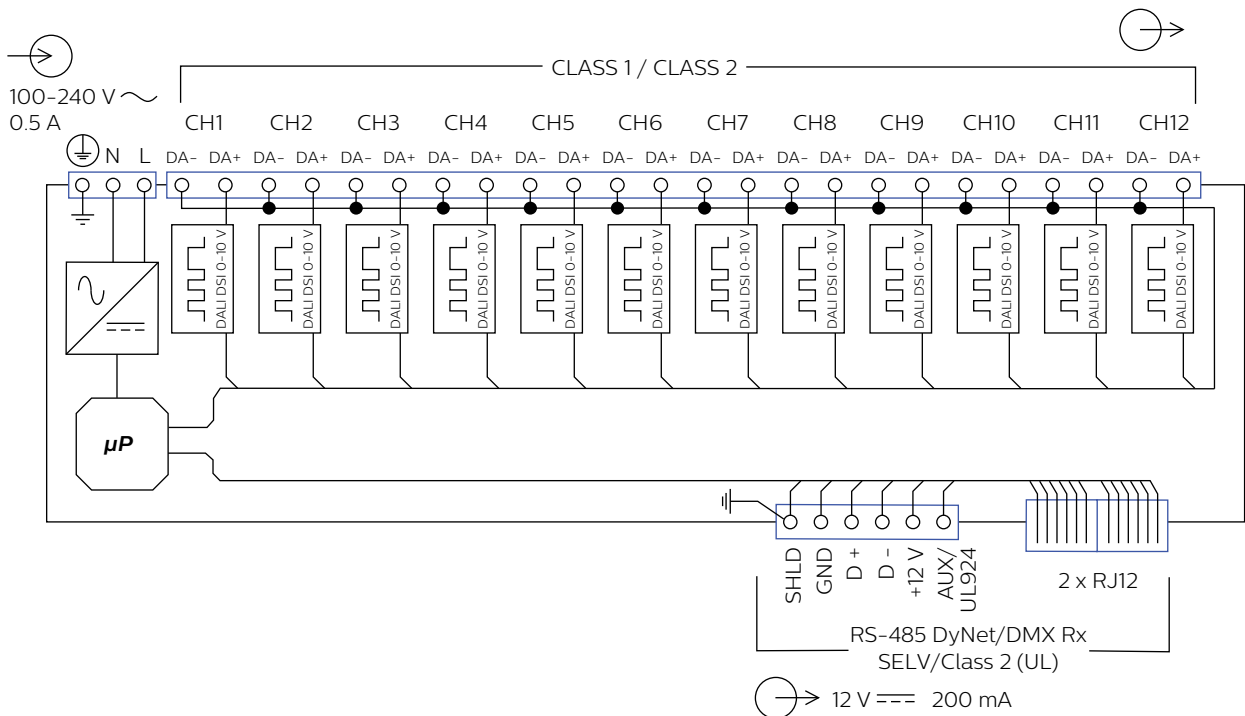 CLASS 1 / CLASS 2
100-240 V
0.5 A
CH1 CH2 CH3 CH4 CH5 CH6 CH7 CH8 CH9 CH10 CH11 CH12
N L DA- DA+ DA- DA+ DA- DA+ DA- DA+ DA- DA+ DA- DA+ DA- DA+ DA- DA+ DA- DA+ DA- DA+ DA- DA+ DA- DA+
DALI DSI 0-10 V
DALI DSI 0-10 V
DALI DSI 0-10 V
DALI DSI 0-10 V
DALI DSI 0-10 V
DALI DSI 0-10 V
DALI DSI 0-10 V
DALI DSI 0-10 V
DALI DSI 0-10 V
DALI DSI 0-10 V
DALI DSI 0-10 V
DALI DSI 0-10 V
µP
SHLD
GND
D +
D -
+12 V
AUX/
UL924
2 x RJ12
RS-485 DyNet/DMX Rx
SELV/Class 2 (UL)
12 V 200 mA